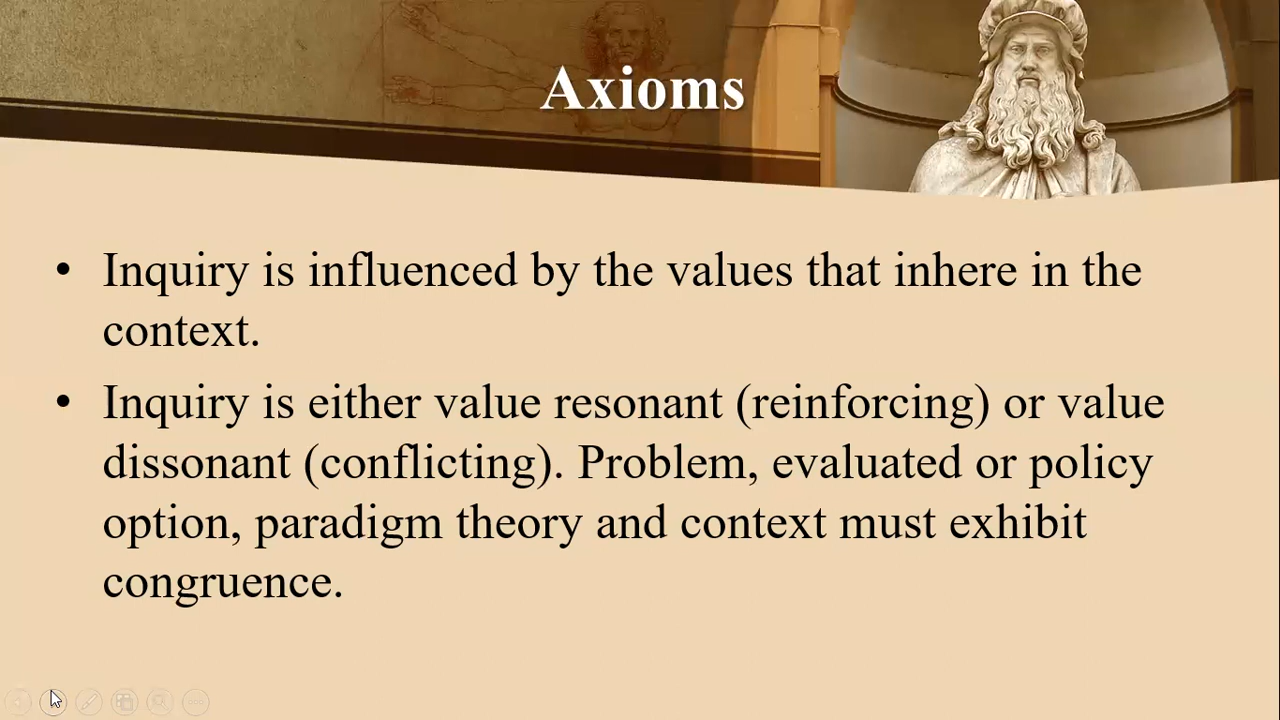 Axioms
• Inquiry is influenced by the values that inhere in the
context.
• Inquiry is either value resonant (reinforcing) or value
dissonant (conflicting). Problem, evaluated or policy
option, paradigm theory and context must exhibit
congruence.